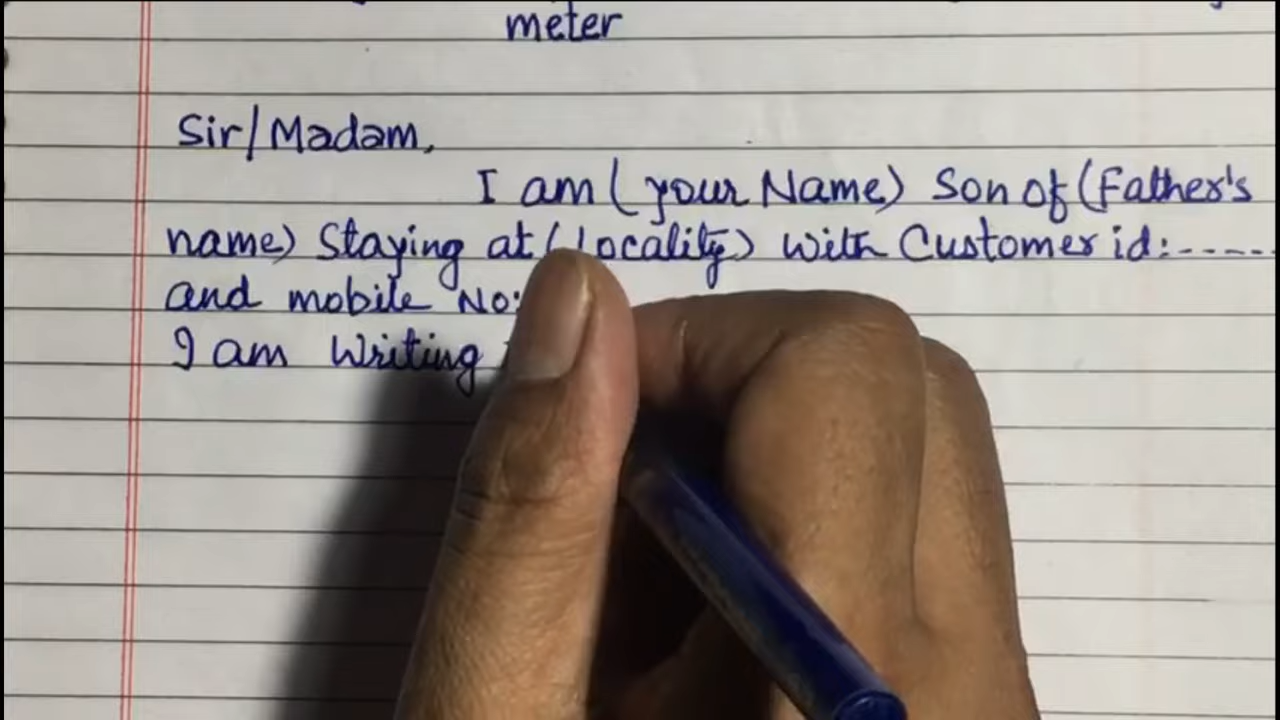 meter
Sir/Madam,
I am (your Name) Son of (Father's
name) Staying at (locality) with Customer id:-----
and mobile No:
I am Writing